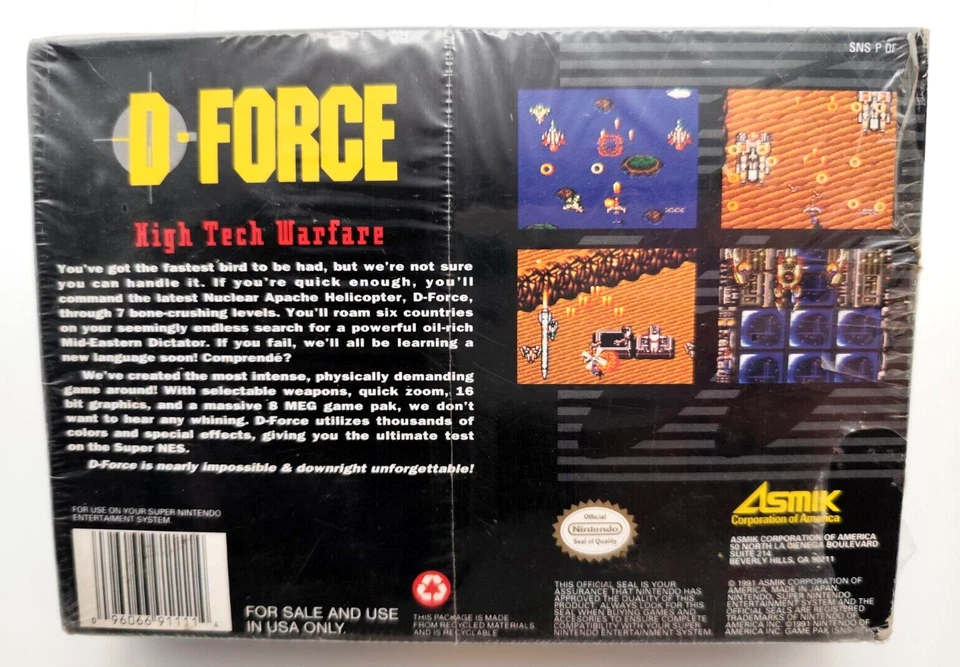 SNS P DF
D-FORCE
High Tech Warfare
You've got the fastest bird to be had, but we're not sure
you can handle it. If you're quick enough, you'll
command the latest Nuclear Apache Helicopter, D-Force,
through 7 bone-crushing levels. You'll roam six countries
on your seemingly endless search for a powerful oil-rich
Mid-Eastern Dictator. If you fail, we'll all be learning a
new language soon! Comprendé?
We've created the most intense, physically demanding
game around! With selectable weapons, quick zoom, 16
bit graphics, and a massive 8 MEG game pak, we don't
want to hear any whining. D-Force utilizes thousands of
colors and special effects, giving you the ultimate test
on the Super NES.
D-Force is nearly impossible & downright unforgettable!
FOR USE ON YOUR SUPER NINTENDO
ENTERTAIMENT SYSTEM
0 96066 91111 4
FOR SALE AND USE
IN USA ONLY.
THIS PACKAGE IS MADE
FROM RECYCLED MATERIALS
AND IS RECYCLABLE
Official
Nintendo
Seal of Quality
THIS OFFICIAL SEAL IS YOUR
ASSURANCE THAT NINTENDO HAS
APPROVED THE QUALITY OF THIS
PRODUCT. ALWAYS LOOK FOR THIS
SEAL WHEN BUYING GAMES AND
ACCESSORIES TO ENSURE COMPLETE
COMPATIBILITY WITH YOUR SUPER
NINTENDO ENTERTAINMENT SYSTEM.
ASMIK
Corporation of America
ASMIK CORPORATION OF AMERICA
50 NORTH LA CIENEGA BOULEVARD
SUITE 214
BEVERLY HILLS, CA 90211
© 1991 ASMIK CORPORATION OF
AMERICA. MADE IN JAPAN
NINTENDO, SUPER NINTENDO
ENTERTAINMENT SYSTEM AND THE
OFFICIAL SEALS ARE REGISTERED
TRADEMARKS OF NINTENDO OF
AMERICA INC. ©1991 NINTENDO OF
AMERICA INC. GAME PAK (SNS-